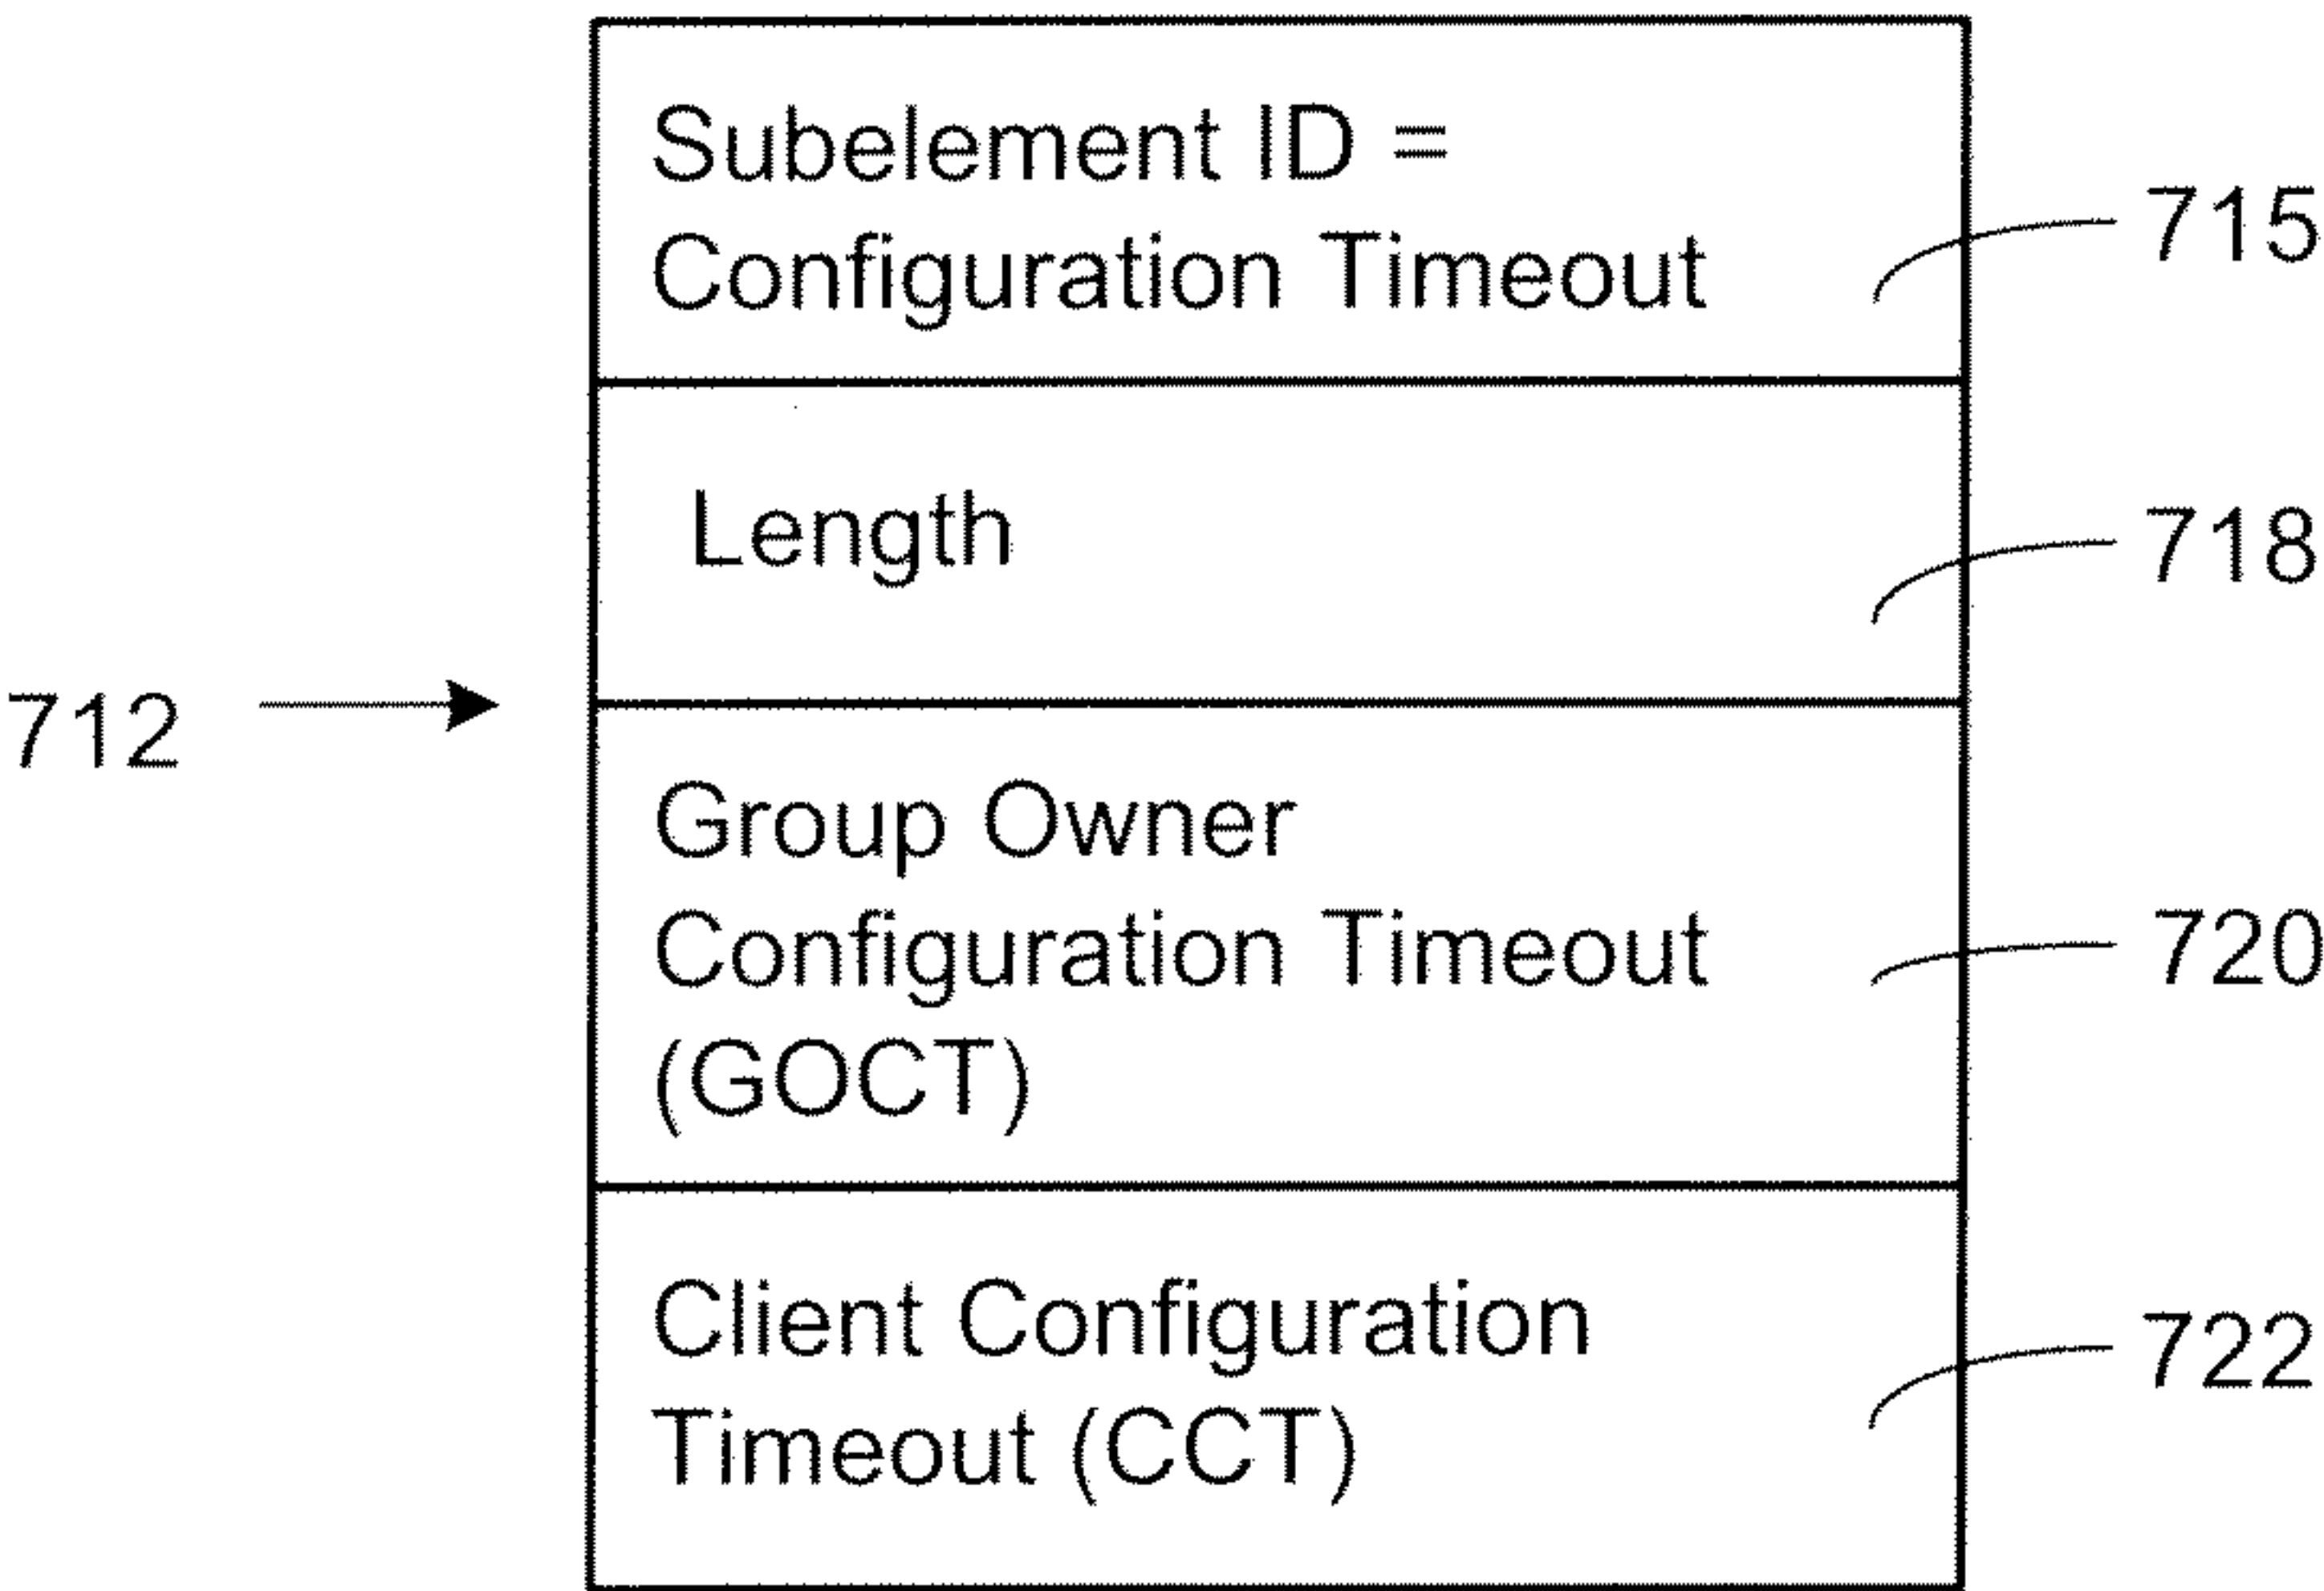 Subelement ID =
Configuration Timeout
715
Length
718
712
Group Owner
Configuration Timeout
(GOCT)
720
Client Configuration
Timeout (CCT)
722